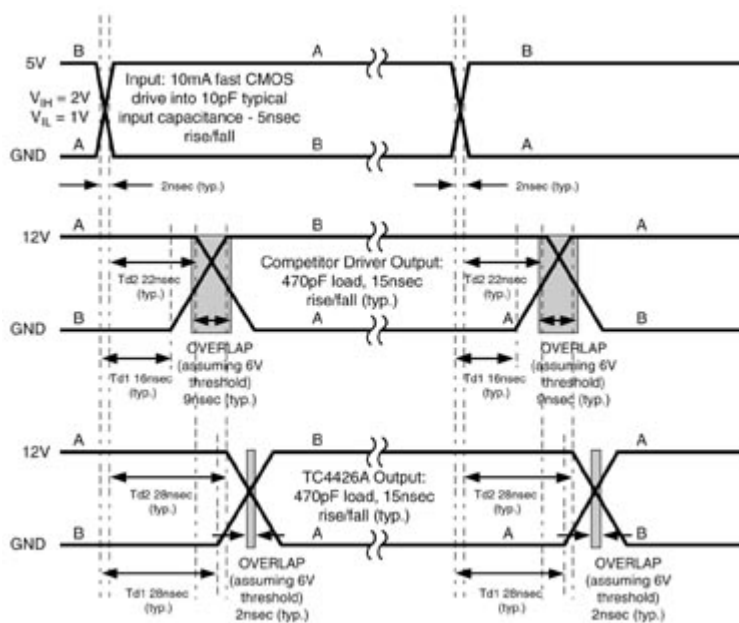 B A B
5V
Input: 10mA fast CMOS
V_IH = 2V
drive into 10pF typical
V_IL = 1V
input capacitance - 5nsec
rise/fall
A B A
GND
2nsec (typ.) 2nsec (typ.)
A B A A
12V
Competitor Driver Output:
Td2 22nsec
(typ.)
470pF load, 15nsec
rise/fall (typ.)
Td2 22nsec
(typ.)
B A A B
GND
OVERLAP
(assuming 6V
threshold)
9nsec (typ.)
Td1 16nsec
(typ.)
OVERLAP
(assuming 6V
threshold)
9nsec (typ.)
Td1 16nsec
(typ.)
A B A
12V
TC4426A Output:
Td2 28nsec
(typ.)
470pF load, 15nsec
rise/fall (typ.)
Td2 28nsec
(typ.)
B A A B
GND
OVERLAP
(assuming 6V
threshold)
2nsec (typ.)
Td1 28nsec
(typ.)
OVERLAP
(assuming 6V
threshold)
2nsec (typ.)
Td1 28nsec
(typ.)